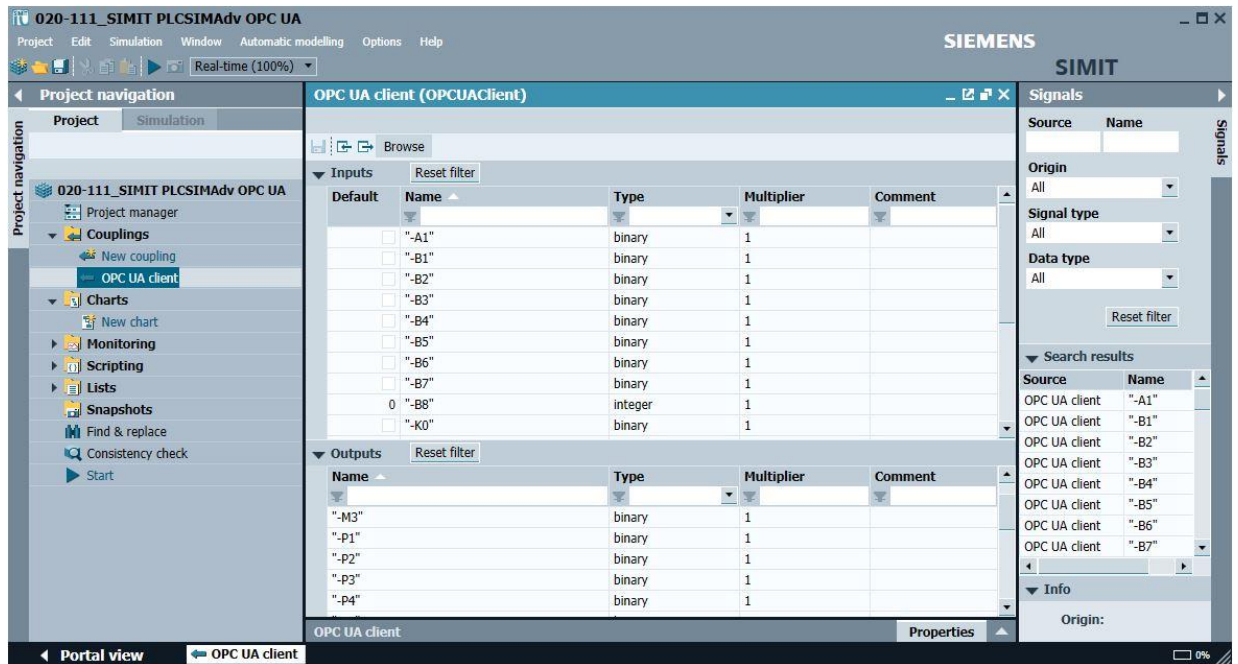 020-111_SIMIT PLCSIMAdv OPC UA
Project Edit Simulation Window Automatic modelling Options Help
SIEMENS
Real-time (100%)
SIMIT
Project navigation
Project navigation
Project Simulation
020-111_SIMIT PLCSIMAdv OPC UA
Project manager
Couplings
New coupling
OPC UA client
Charts
New chart
Monitoring
Scripting
Lists
Snapshots
Find & replace
Consistency check
Start
OPC UA client (OPCUAClient)
Browse
Inputs Reset filter
Default Name Type Multiplier Comment
"-A1" binary 1
"-B1" binary 1
"-B2" binary 1
"-B3" binary 1
"-B4" binary 1
"-B5" binary 1
"-B6" binary 1
"-B7" binary 1
0 "-B8" integer 1
"-K0" binary 1
Outputs Reset filter
Name Type Multiplier Comment
"-M3" binary 1
"-P1" binary 1
"-P2" binary 1
"-P3" binary 1
"-P4" binary 1
OPC UA client Properties
Signals
Signals
Source Name
Origin
All
Signal type
All
Data type
All
Reset filter
Search results
Source Name
OPC UA client "-A1"
OPC UA client "-B1"
OPC UA client "-B2"
OPC UA client "-B3"
OPC UA client "-B4"
OPC UA client "-B5"
OPC UA client "-B6"
OPC UA client "-B7"
Info
Origin:
Portal view OPC UA client 0%